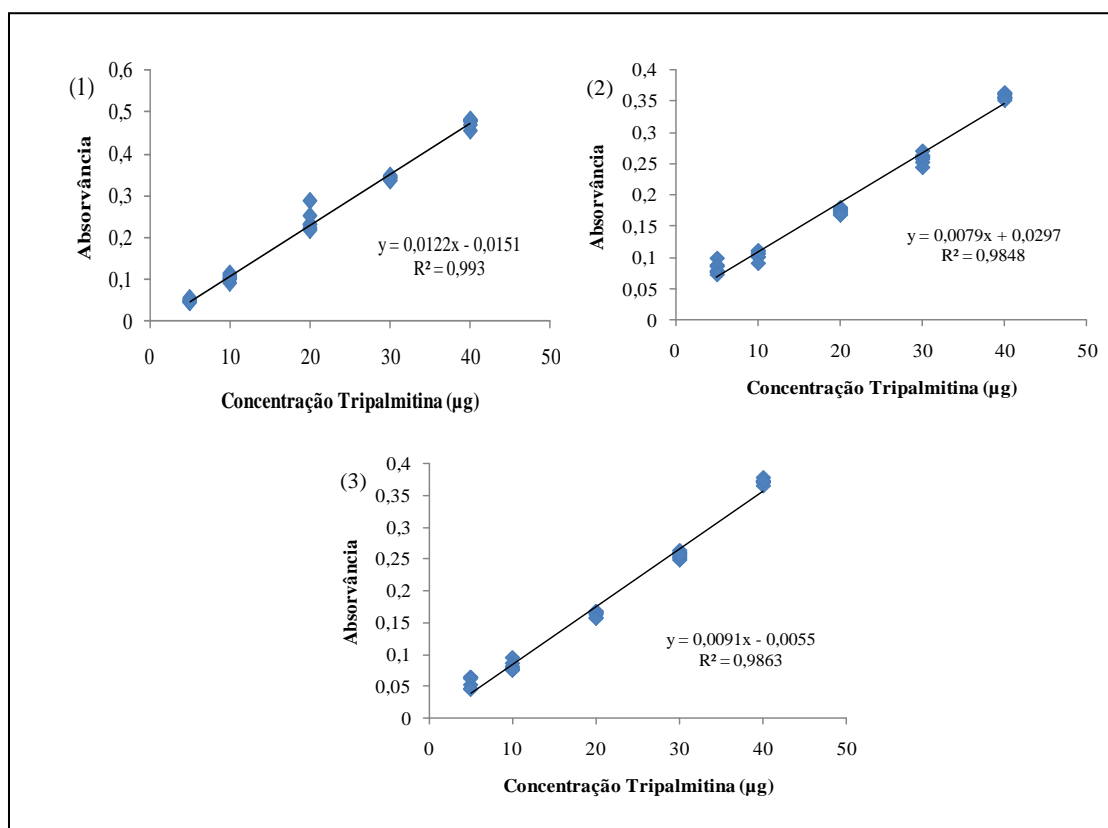 (1)
0,6
0,5
0,4
0,3
0,2
0,1
0
Absorvância
y = 0,0122x - 0,0151
R² = 0,993
0 10 20 30 40 50
Concentração Tripalmitina (µg)
(2)
0,4
0,35
0,3
0,25
0,2
0,15
0,1
0,05
0
Absorvância
y = 0,0079x + 0,0297
R² = 0,9848
0 10 20 30 40 50
Concentração Tripalmitina (µg)
(3)
0,4
0,35
0,3
0,25
0,2
0,15
0,1
0,05
0
Absorvância
y = 0,0091x - 0,0055
R² = 0,9863
0 10 20 30 40 50
Concentração Tripalmitina (µg)